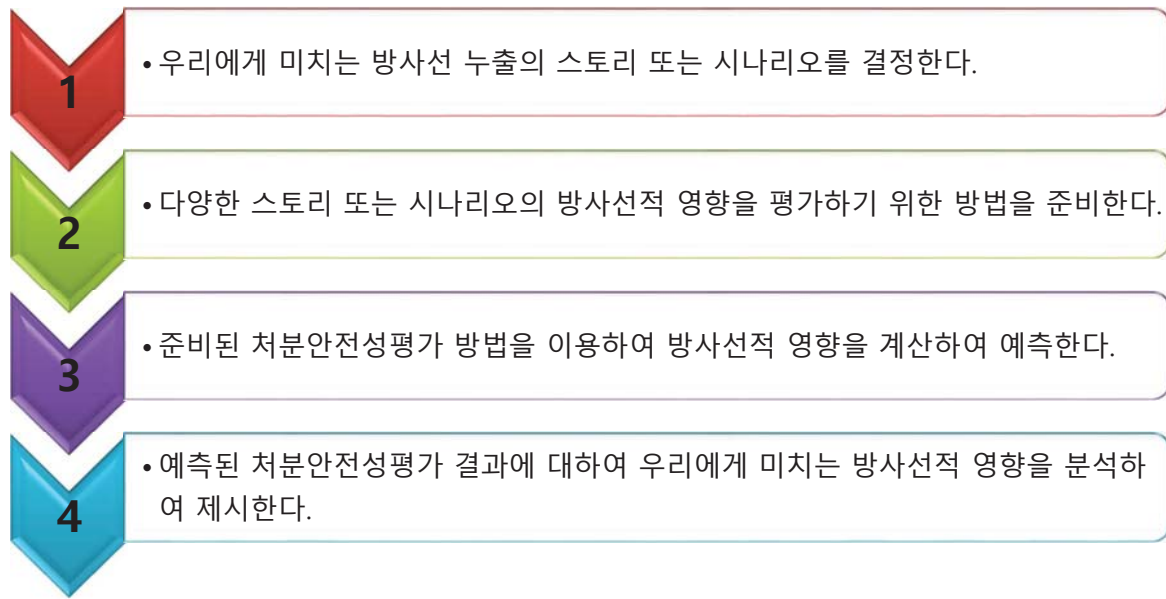 1
• 우리에게 미치는 방사선 누출의 스토리 또는 시나리오를 결정한다.
2
• 다양한 스토리 또는 시나리오의 방사선적 영향을 평가하기 위한 방법을 준비한다.
3
• 준비된 처분안전성평가 방법을 이용하여 방사선적 영향을 계산하여 예측한다.
4
• 예측된 처분안전성평가 결과에 대하여 우리에게 미치는 방사선적 영향을 분석하
여 제시한다.